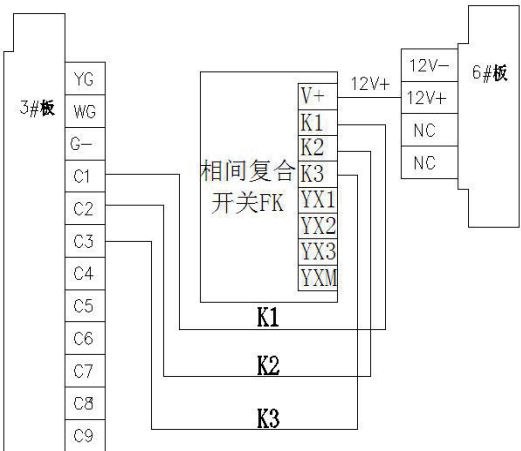 3#板
YG
WG
G-
C1
C2
C3
C4
C5
C6
C7
C8
C9
相间复合
开关FK
V+
K1
K2
K3
YX1
YX2
YX3
YXM
12V+
12V-
12V+
NC
NC
6#板
K1
K2
K3